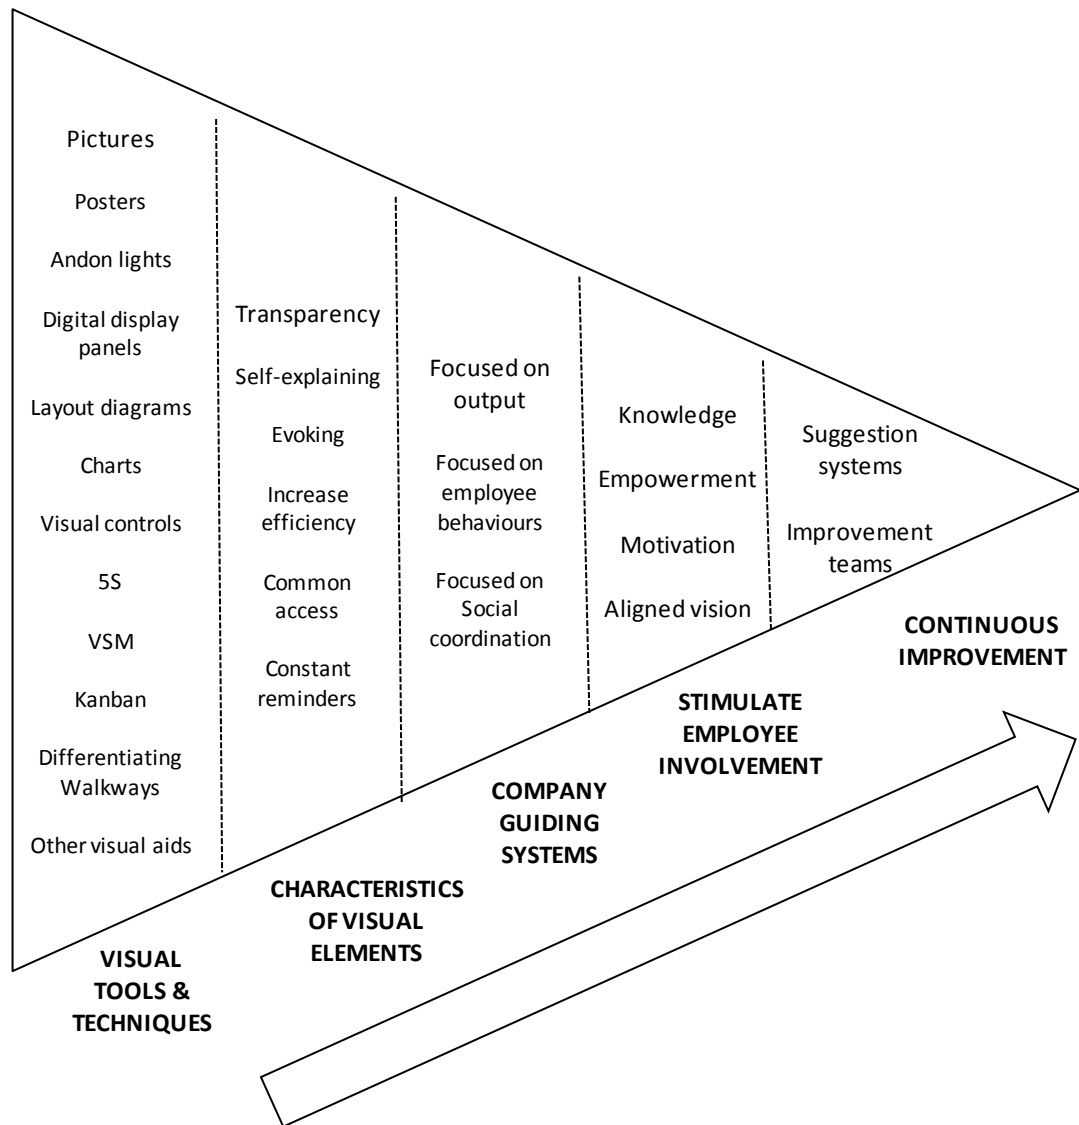 Pictures
Posters
Andon lights
Digital display
panels
Layout diagrams
Charts
Visual controls
5S
VSM
Kanban
Differentiating
Walkways
Other visual aids
Transparency
Self-explaining
Evoking
Increase
efficiency
Common
access
Constant
reminders
Focused on
output
Focused on
employee
behaviours
Focused on
Social
coordination
Knowledge
Empowerment
Motivation
Aligned vision
Suggestion
systems
Improvement
teams
VISUAL
TOOLS &
TECHNIQUES
CHARACTERISTICS
OF VISUAL
ELEMENTS
COMPANY
GUIDING
SYSTEMS
STIMULATE
EMPLOYEE
INVOLVEMENT
CONTINUOUS
IMPROVEMENT